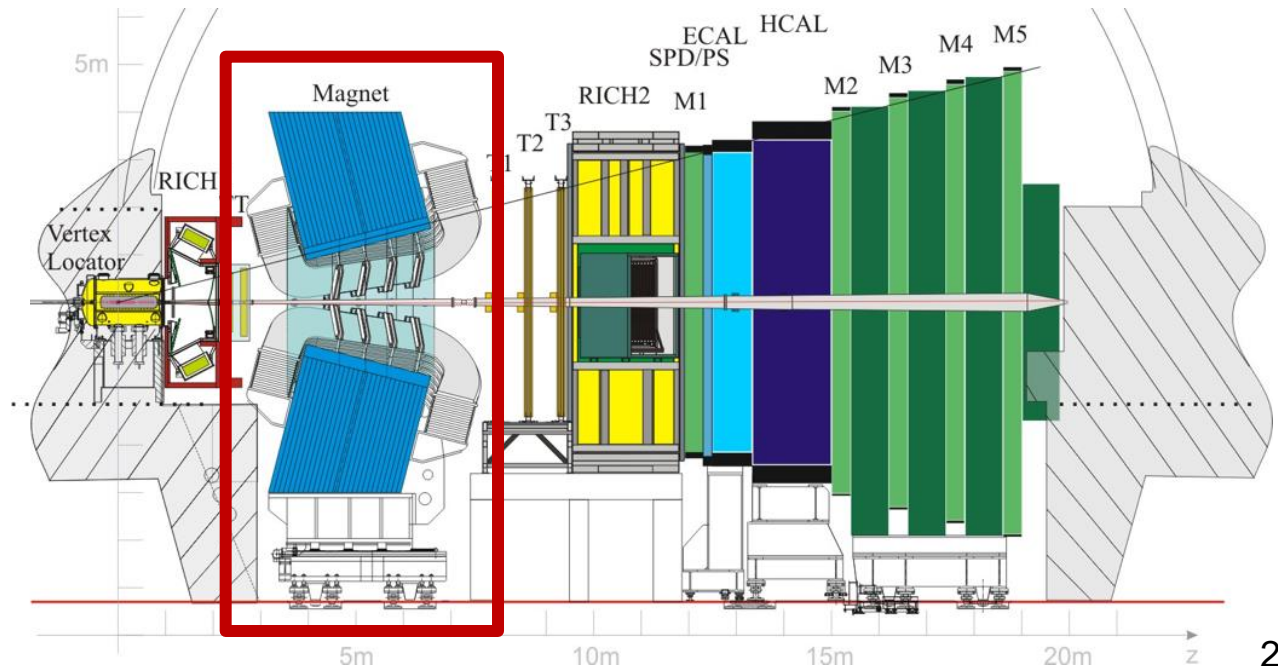 HCAL
ECAL
SPD/PS
M5
M4
M3
M2
M1
5m
Magnet
RICH2
T3
T2
RICH
Vertex
Locator
5m
10m
15m
20m
z
2